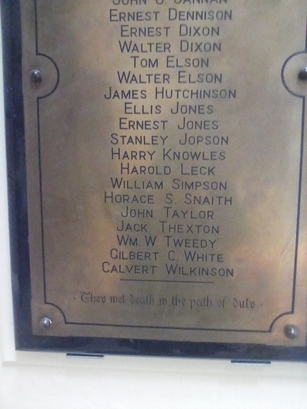 JOHN G. JANNAN
ERNEST DENNISON
ERNEST DIXON
WALTER DIXON
TOM ELSON
WALTER ELSON
JAMES HUTCHINSON
ELLIS JONES
ERNEST JONES
STANLEY JOPSON
HARRY KNOWLES
HAROLD LECK
WILLIAM SIMPSON
HORACE S. SNAITH
JOHN TAYLOR
JACK THEXTON
WM. W TWEEDY
GILBERT C. WHITE
CALVERT WILKINSON
They met death in the path of duty